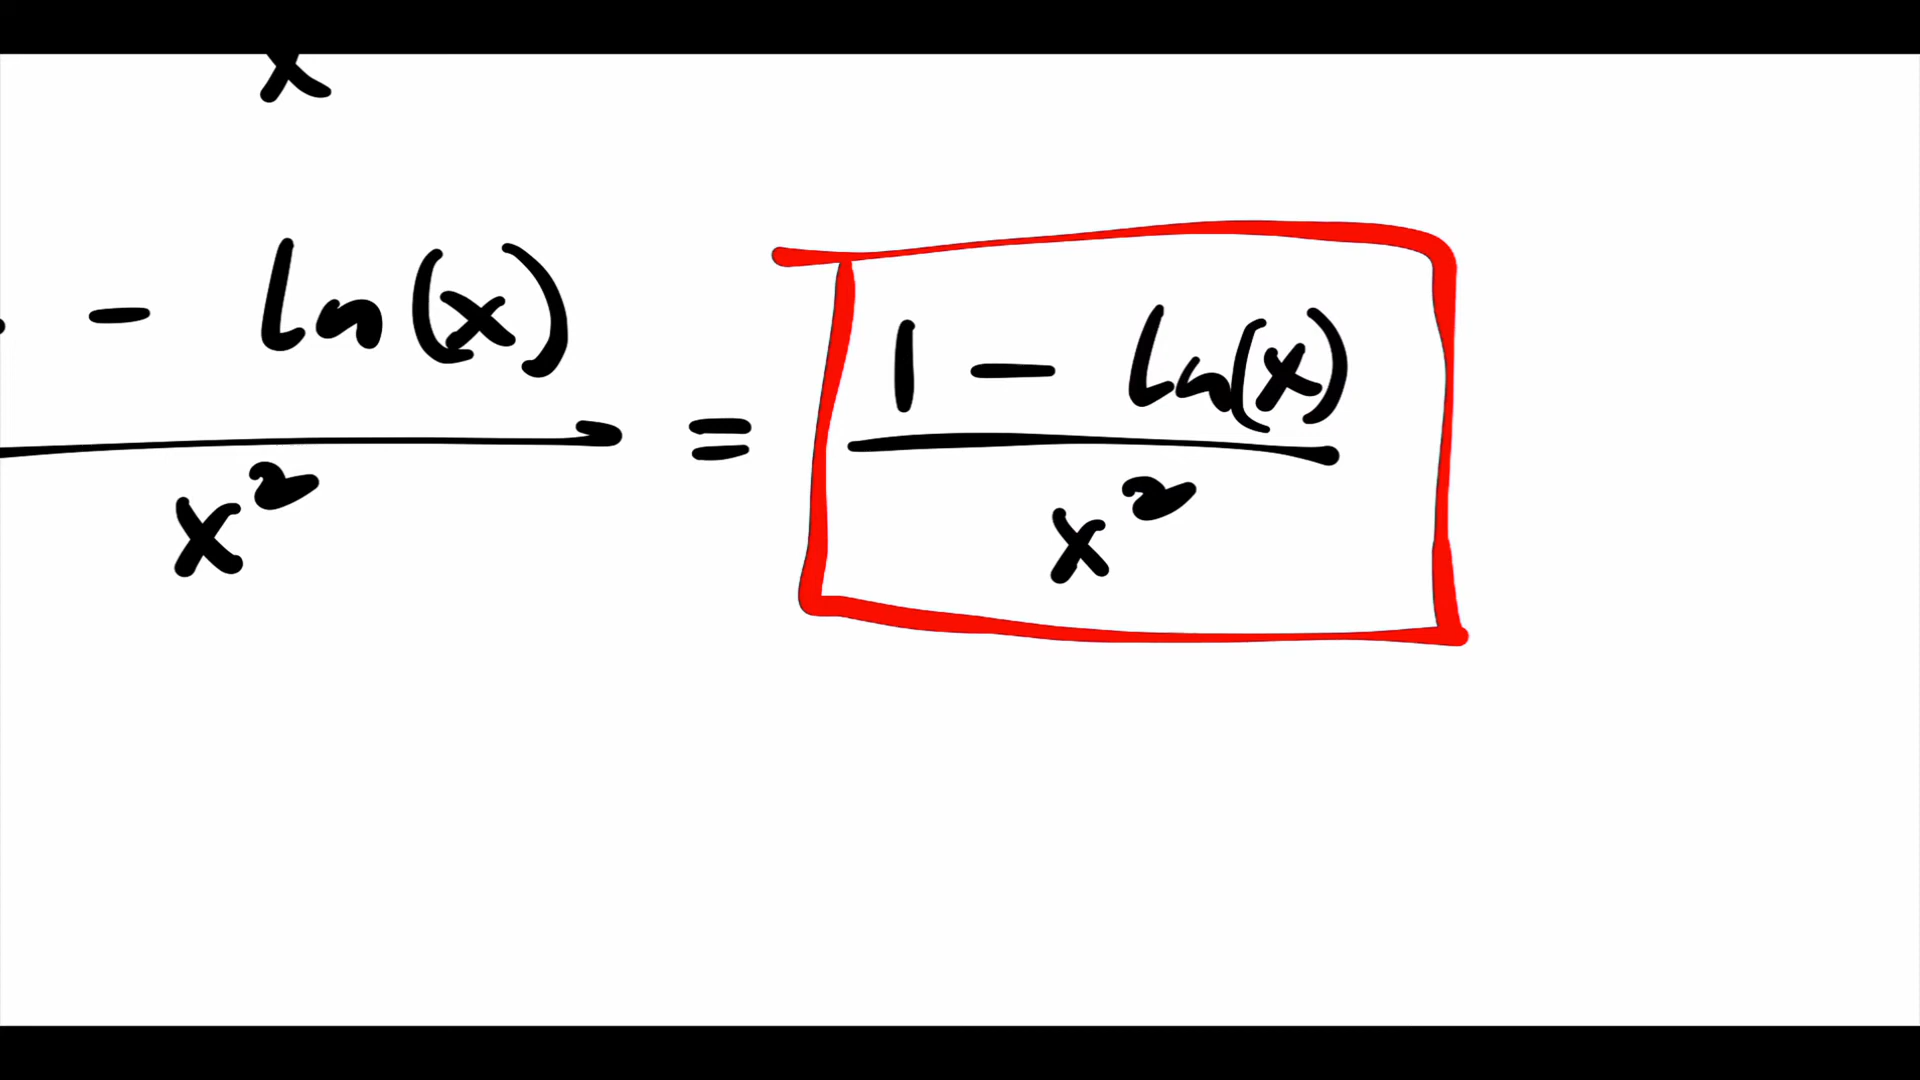 x
- ln(x) / x² = 1 - ln(x) / x²